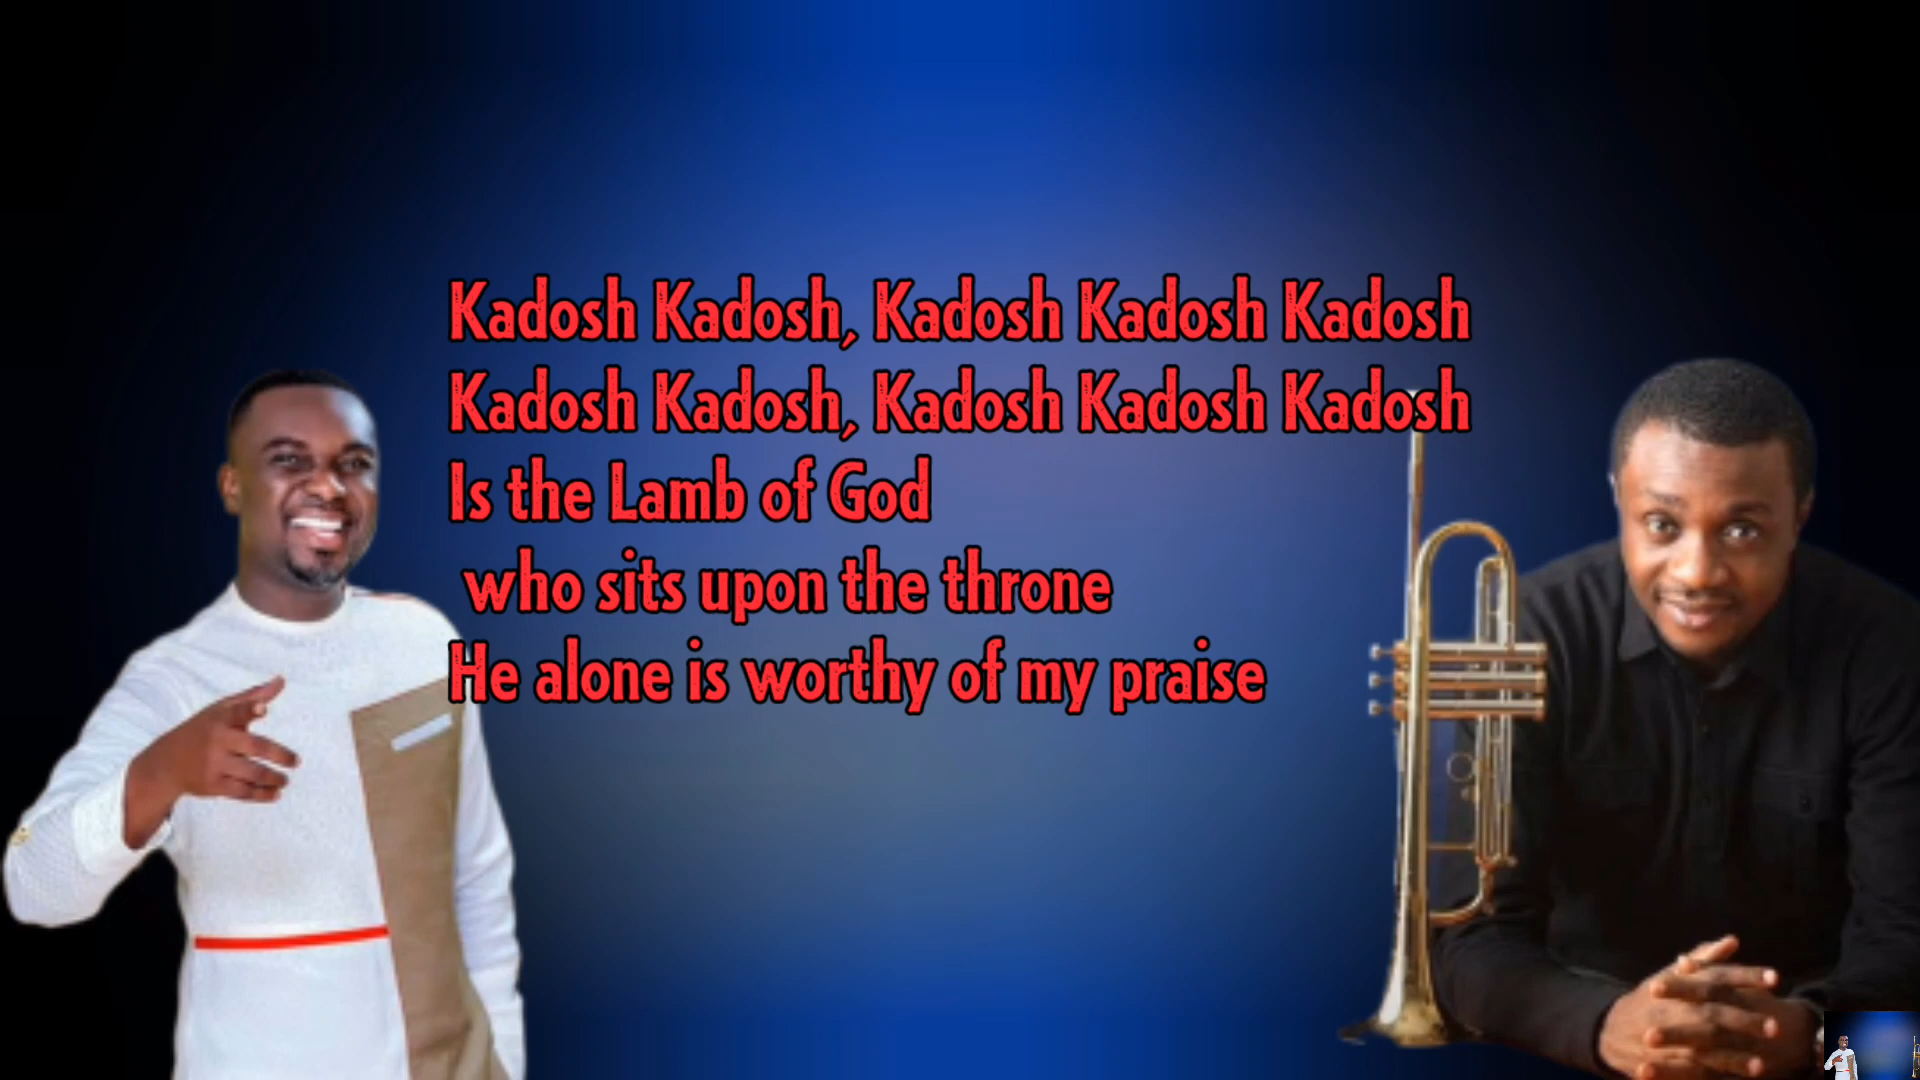 Kadosh Kadosh, Kadosh Kadosh Kadosh
Kadosh Kadosh, Kadosh Kadosh Kadosh
Is the Lamb of God
who sits upon the throne
He alone is worthy of my praise